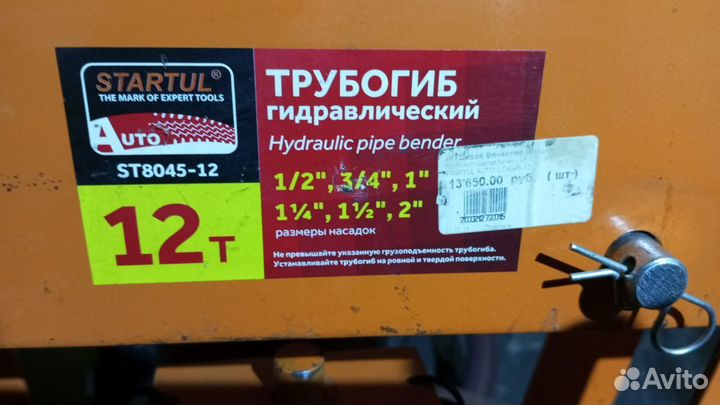 STARTUL®
THE MARK OF EXPERT TOOLS
AUTO
ST8045-12
12т
ТРУБОГИБ
гидравлический
Hydraulic pipe bender
1/2", 3/4", 1"
1¼", 1½", 2"
размеры насадок
Не превышайте указанную грузоподъемность трубогиба.
Устанавливайте трубогиб на ровной и твердой поверхности.
13'650.00 руб. ( шт )
Avito